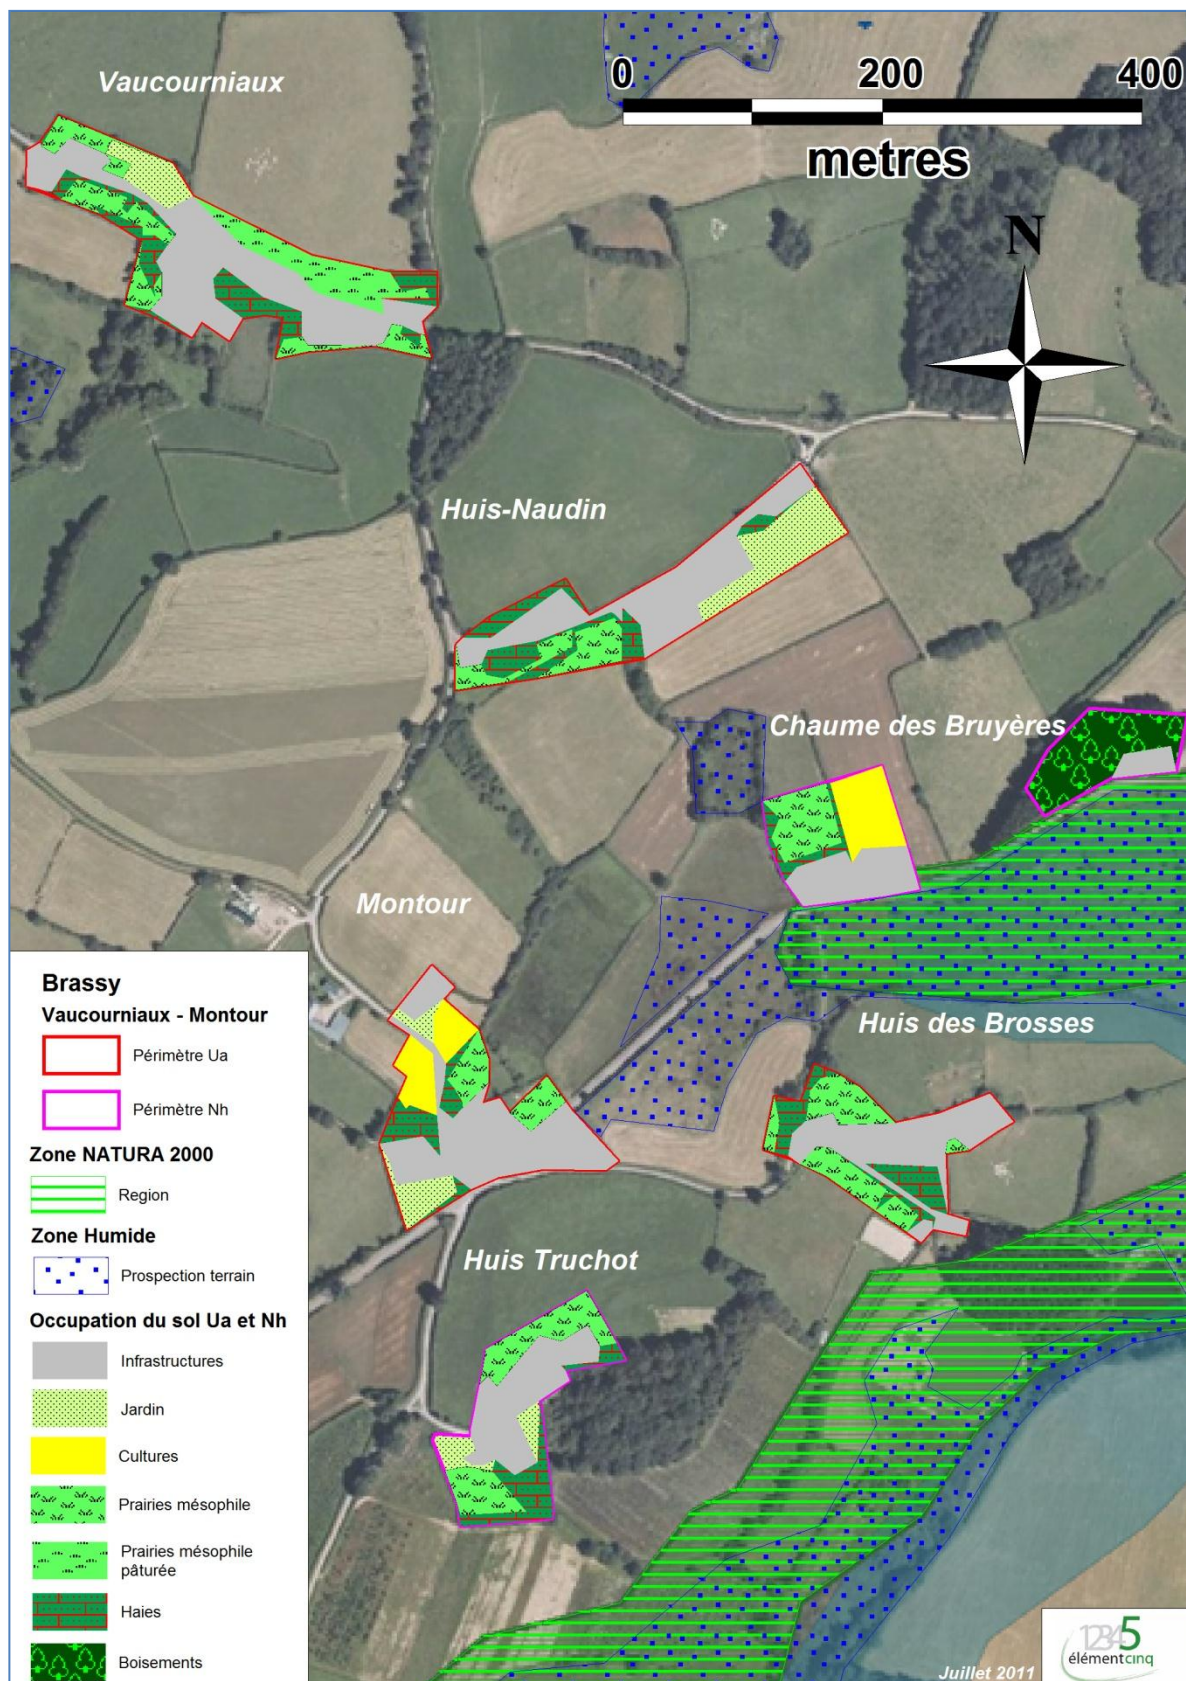 Vaucourniaux
0 200 400
metres
N
Huis-Naudin
Chaume des Bruyères
Montour
Huis des Brosses
Huis Truchot
Brassy
Vaucourniaux - Montour
Périmètre Ua
Périmètre Nh
Zone NATURA 2000
Region
Zone Humide
Prospection terrain
Occupation du sol Ua et Nh
Infrastructures
Jardin
Cultures
Prairies mésophile
Prairies mésophile
pâturée
Haies
Boisements
12345
élémentcinq
Juillet 2011